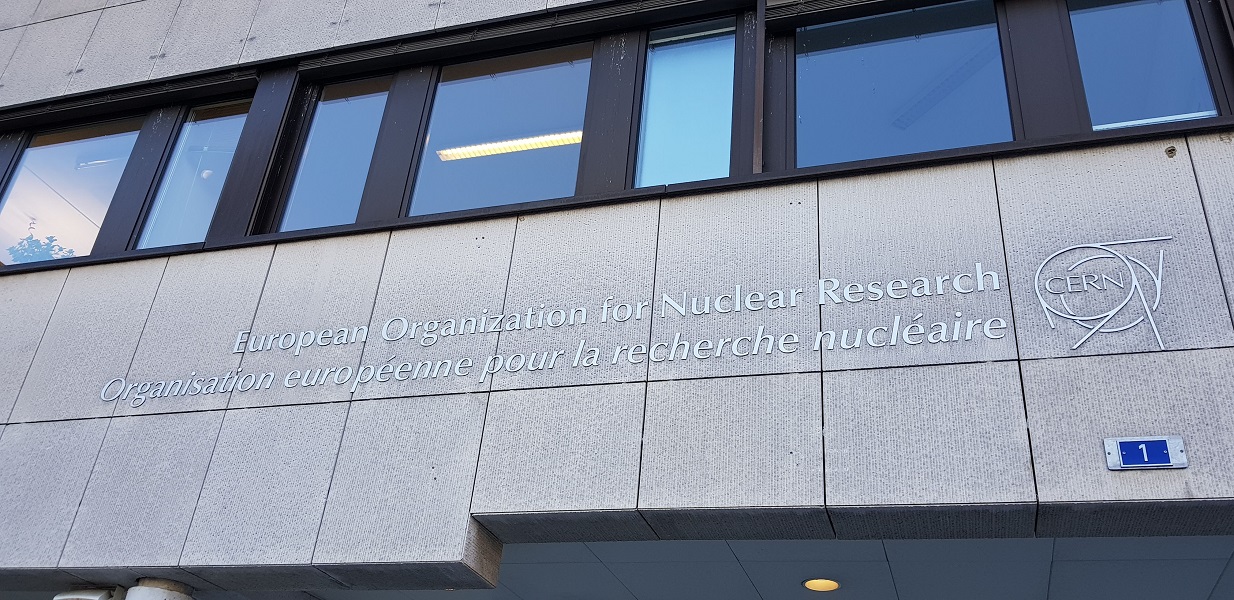 European Organization for Nuclear Research
Organisation européenne pour la recherche nucléaire
CERN
1